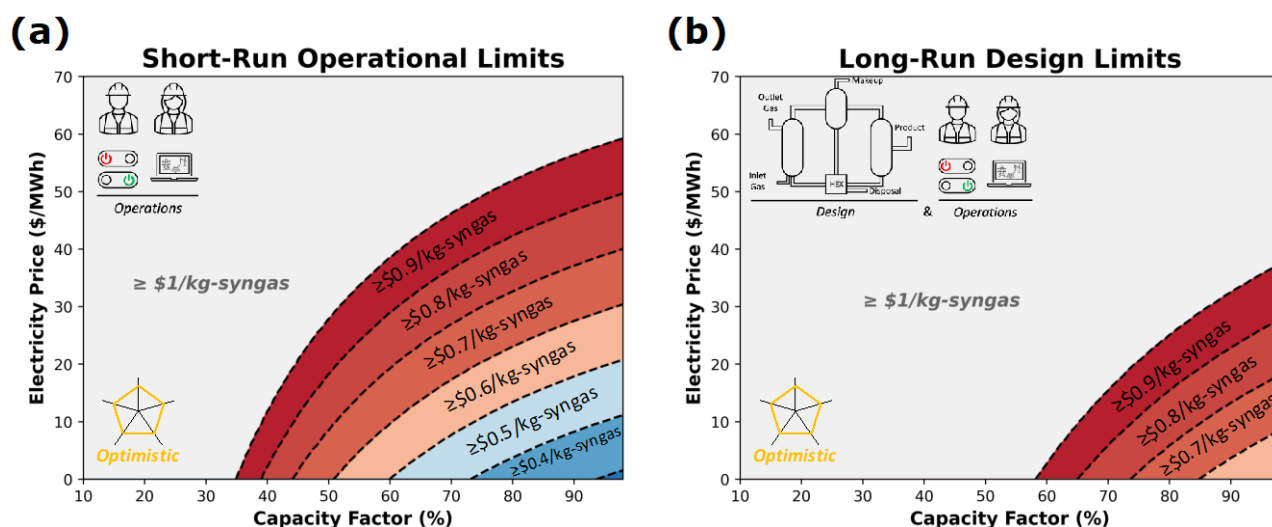 (a)
Short-Run Operational Limits
Electricity Price ($/MWh)
70
60
50
40
30
20
10
0
Operations
≥ $1/kg-syngas
≥$0.9/kg-syngas
≥$0.8/kg-syngas
≥$0.7/kg-syngas
≥$0.6/kg-syngas
≥$0.5/kg-syngas
≥$0.4/kg-syngas
Optimistic
10 20 30 40 50 60 70 80 90
Capacity Factor (%)
(b)
Long-Run Design Limits
Electricity Price ($/MWh)
70
60
50
40
30
20
10
0
Makeup
Outlet
Gas
Product
Inlet
Gas
HEX
Disposal
Design & Operations
≥ $1/kg-syngas
≥$0.9/kg-syngas
≥$0.8/kg-syngas
≥$0.7/kg-syngas
Optimistic
10 20 30 40 50 60 70 80 90
Capacity Factor (%)